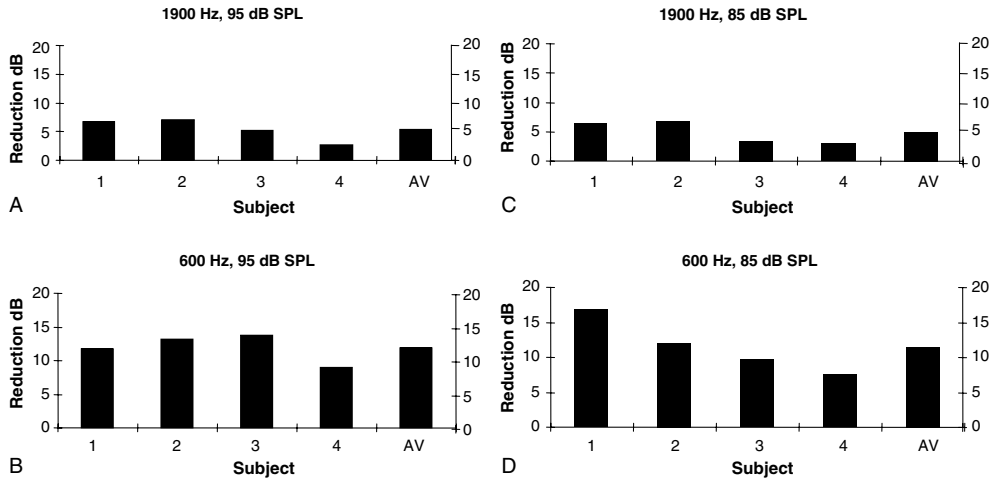 1900 Hz, 95 dB SPL
Reduction dB
20 20
15 15
10 10
5 5
0 0
1 2 3 4 AV
Subject
A
1900 Hz, 85 dB SPL
Reduction dB
20 20
15 15
10 10
5 5
0 0
1 2 3 4 AV
Subject
C
600 Hz, 95 dB SPL
Reduction dB
20 20
15 15
10 10
5 5
0 0
1 2 3 4 AV
Subject
B
600 Hz, 85 dB SPL
Reduction dB
20 20
15 15
10 10
5 5
0 0
1 2 3 4 AV
Subject
D